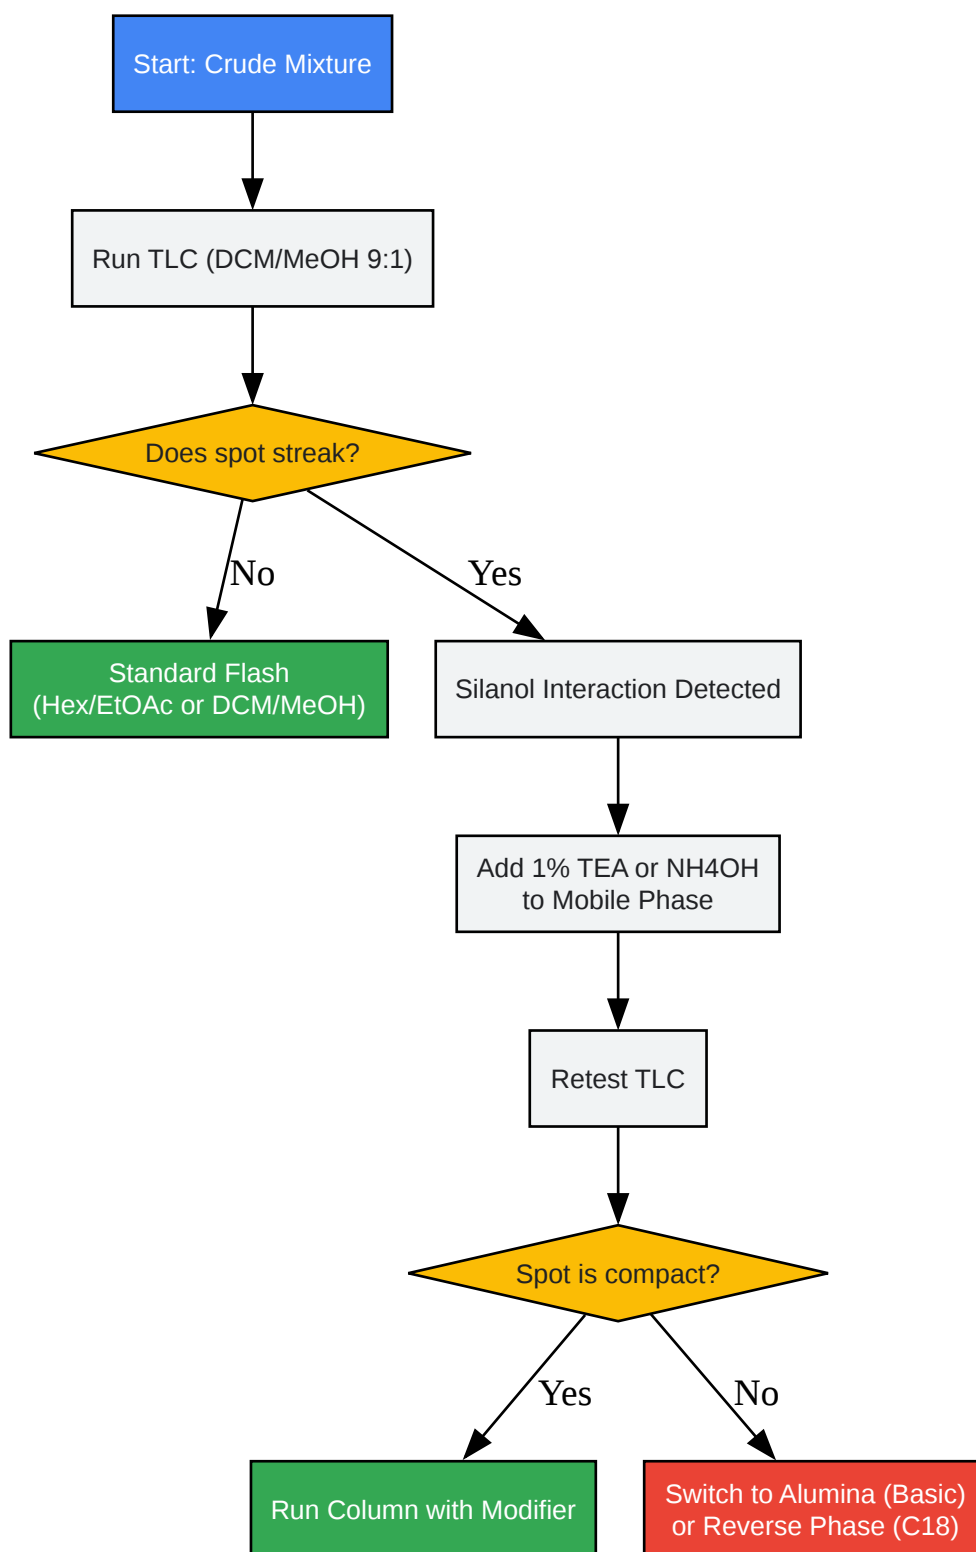 Start: Crude Mixture
Run TLC (DCM/MeOH 9:1)
Does spot streak?
No
Yes
Standard Flash
(Hex/EtOAc or DCM/MeOH)
Silanol Interaction Detected
Add 1% TEA or NH4OH
to Mobile Phase
Retest TLC
Spot is compact?
Yes
No
Run Column with Modifier
Switch to Alumina (Basic)
or Reverse Phase (C18)